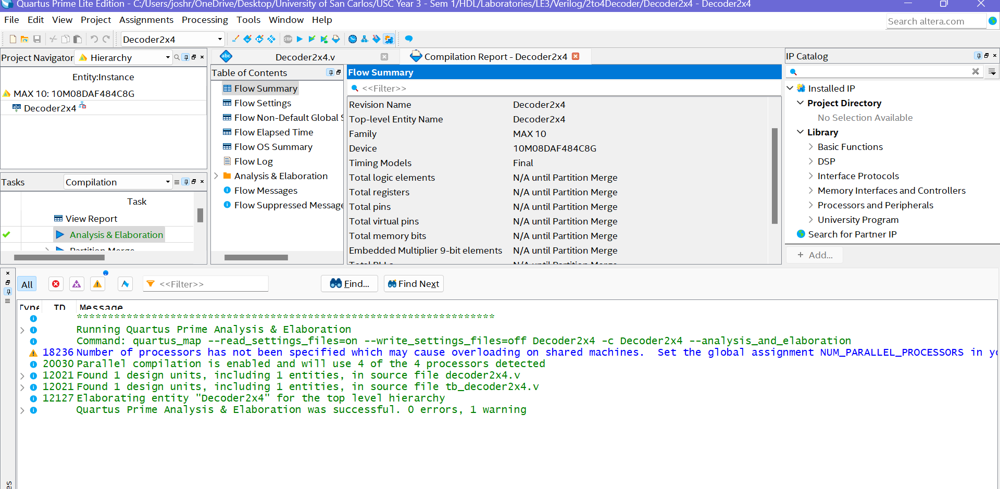 Quartus Prime Lite Edition - C:/Users/joshr/OneDrive/Desktop/University of San Carlos/USC Year 3 - Sem 1/HDL/Laboratories/LE3/Verilog/2to4Decoder/Decoder2x4 - Decoder2x4
File Edit View Project Assignments Processing Tools Window Help
Search altera.com
Decoder2x4
Project Navigator Hierarchy
Entity:Instance
MAX 10: 10M08DAF484C8G
Decoder2x4
Tasks Compilation
Task
View Report
Analysis & Elaboration
Partition Merge
Decoder2x4.v
Compilation Report - Decoder2x4
Table of Contents
Flow Summary
Flow Settings
Flow Non-Default Global S
Flow Elapsed Time
Flow OS Summary
Flow Log
Analysis & Elaboration
Flow Messages
Flow Suppressed Message
Flow Summary
<<Filter>>
Revision Name Decoder2x4
Top-level Entity Name Decoder2x4
Family MAX 10
Device 10M08DAF484C8G
Timing Models Final
Total logic elements N/A until Partition Merge
Total registers N/A until Partition Merge
Total pins N/A until Partition Merge
Total virtual pins N/A until Partition Merge
Total memory bits N/A until Partition Merge
Embedded Multiplier 9-bit elements N/A until Partition Merge
Total PLLs N/A until Partition Merge
IP Catalog
Installed IP
Project Directory
No Selection Available
Library
Basic Functions
DSP
Interface Protocols
Memory Interfaces and Controllers
Processors and Peripherals
University Program
Search for Partner IP
+ Add...
All <<Filter>> Find... Find Next
Type ID Message
*******************************************************************
Running Quartus Prime Analysis & Elaboration
Command: quartus_map --read_settings_files=on --write_settings_files=off Decoder2x4 -c Decoder2x4 --analysis_and_elaboration
18236 Number of processors has not been specified which may cause overloading on shared machines.  Set the global assignment NUM_PARALLEL_PROCESSORS in yo
20030 Parallel compilation is enabled and will use 4 of the 4 processors detected
12021 Found 1 design units, including 1 entities, in source file decoder2x4.v
12021 Found 1 design units, including 1 entities, in source file tb_decoder2x4.v
12127 Elaborating entity "Decoder2x4" for the top level hierarchy
Quartus Prime Analysis & Elaboration was successful. 0 errors, 1 warning